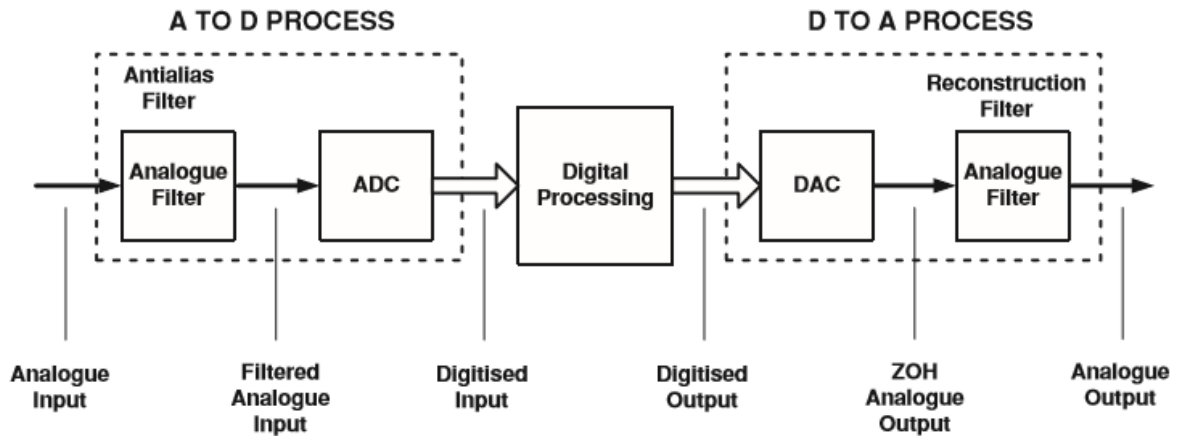 A TO D PROCESS
D TO A PROCESS
Antialias
Filter
Reconstruction
Filter
Analogue
Filter
ADC
Digital
Processing
DAC
Analogue
Filter
Analogue
Input
Filtered
Analogue
Input
Digitised
Input
Digitised
Output
ZOH
Analogue
Output
Analogue
Output